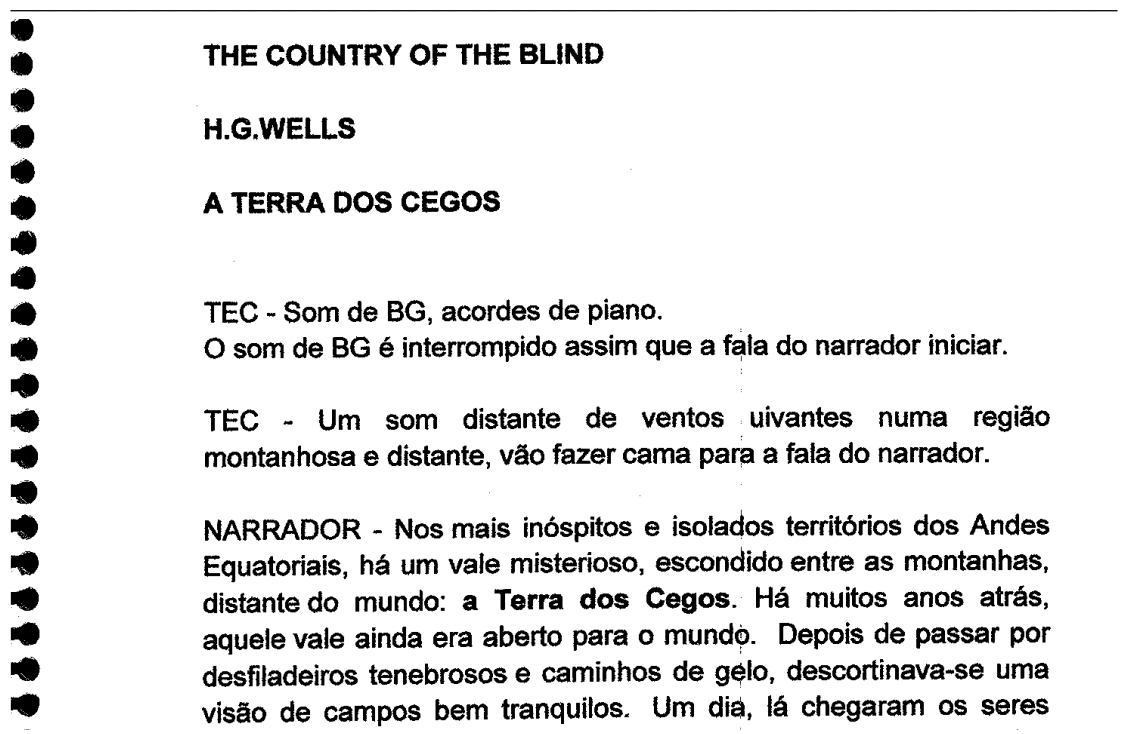 THE COUNTRY OF THE BLIND
H.G.WELLS
A TERRA DOS CEGOS
TEC - Som de BG, acordes de piano.
O som de BG é interrompido assim que a fala do narrador iniciar.
TEC - Um som distante de ventos uivantes numa região
montanhosa e distante, vão fazer cama para a fala do narrador.
NARRADOR - Nos mais inóspitos e isolados territórios dos Andes
Equatoriais, há um vale misterioso, escondido entre as montanhas,
distante do mundo: a Terra dos Cegos. Há muitos anos atrás,
aquele vale ainda era aberto para o mundo. Depois de passar por
desfiladeiros tenebrosos e caminhos de gelo, descortinava-se uma
visão de campos bem tranquilos. Um dia, lá chegaram os seres